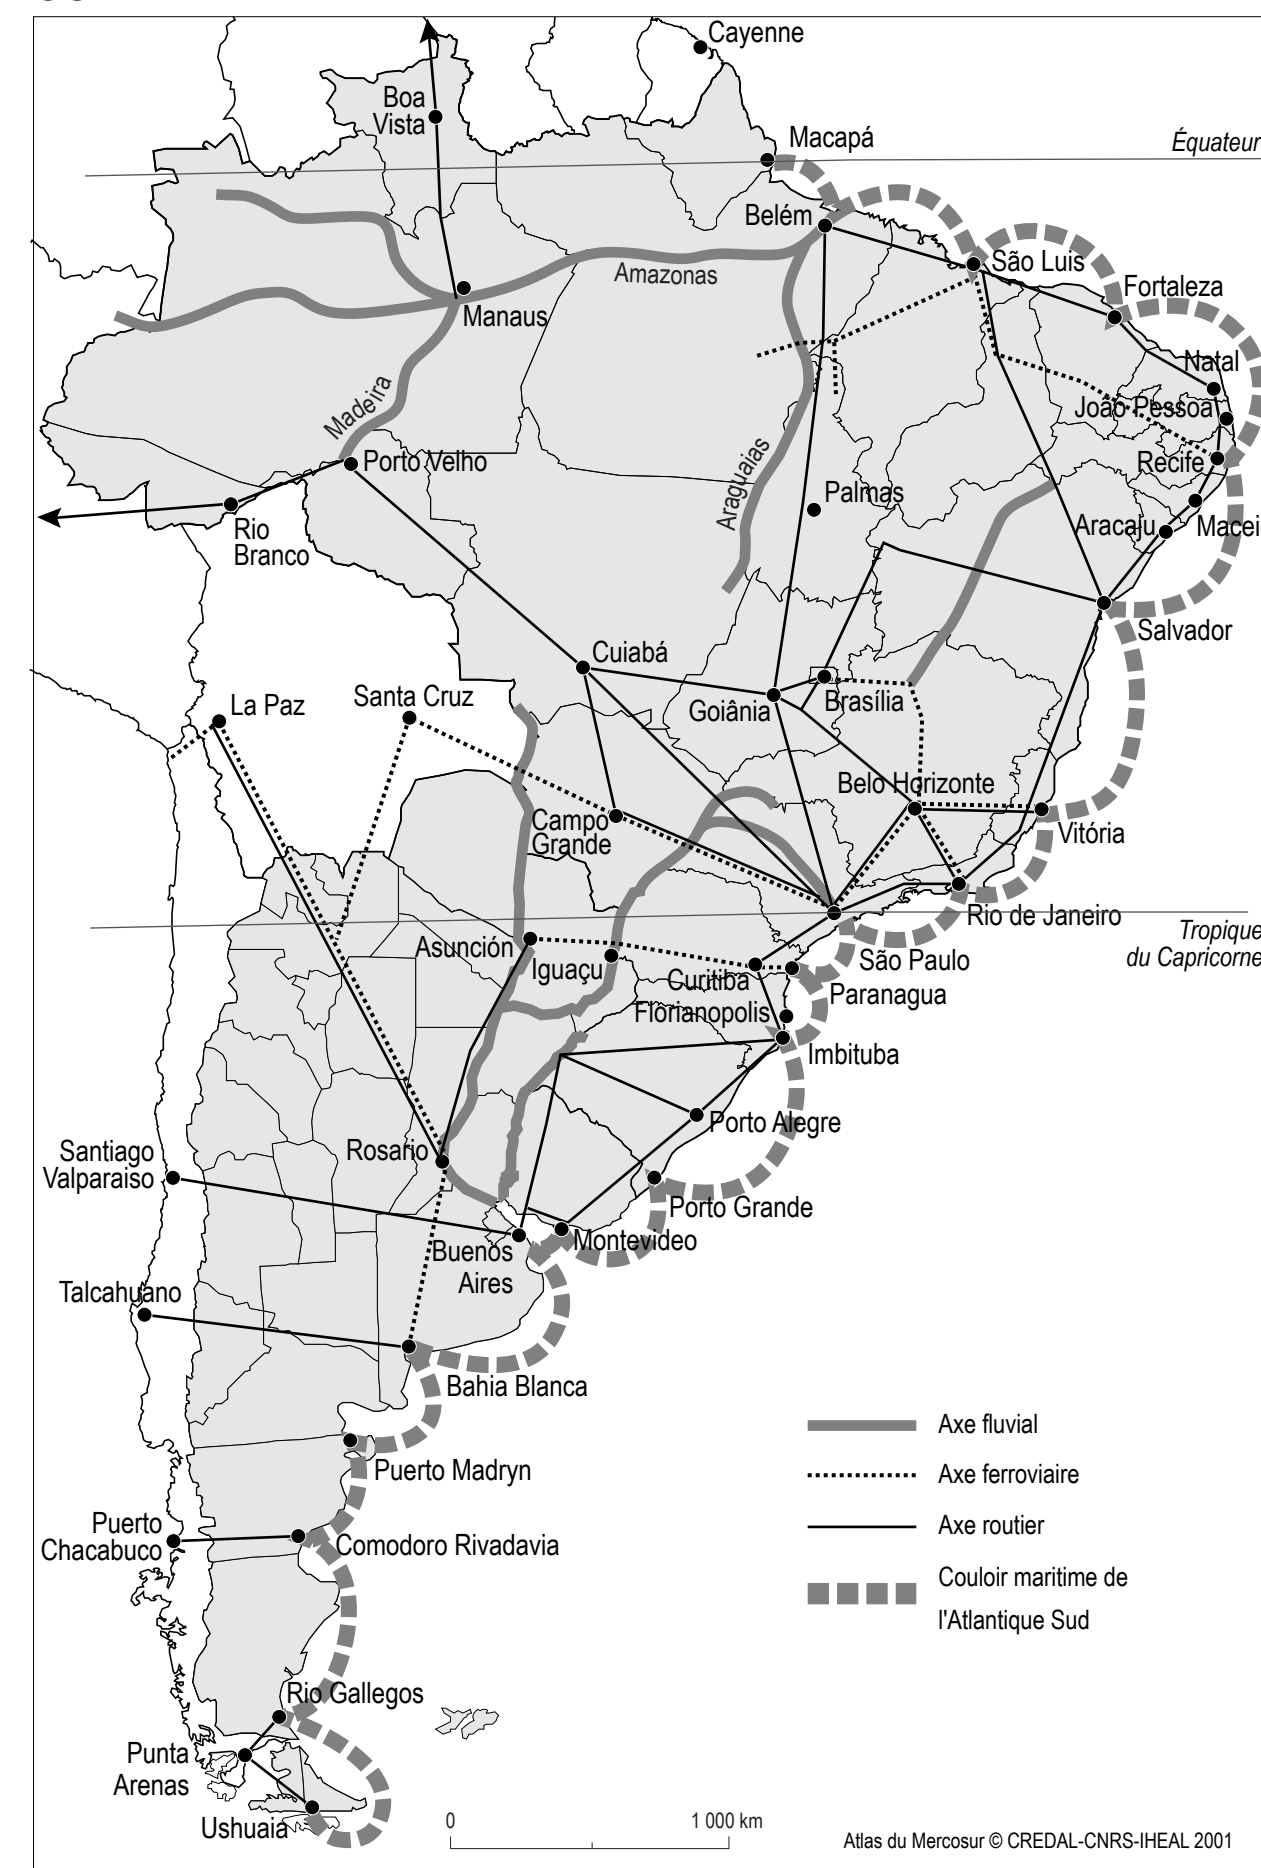 Cayenne
Boa
Vista
Macapá
Équateur
Belém
São Luis
Amazonas
Fortaleza
Manaus
Natal
Madeira
João Pessoa
Porto Velho
Recife
Araguaias
Palmas
Rio
Branco
Aracaju
Macei
Salvador
Cuiabá
La Paz
Santa Cruz
Goiânia
Brasília
Belo Horizonte
Campo
Grande
Vitória
Rio de Janeiro
Asunción
Iguaçu
São Paulo
Tropique
du Capricorne
Curitiba
Paranagua
Florianopolis
Imbituba
Porto Alegre
Santiago
Valparaiso
Rosario
Porto Grande
Buenos
Aires
Montevideo
Talcahuano
Bahia Blanca
Axe fluvial
Puerto Madryn
Axe ferroviaire
Puerto
Chacabuco
Comodoro Rivadavia
Axe routier
Couloir maritime de
l'Atlantique Sud
Rio Gallegos
Punta
Arenas
Ushuaia
0
1 000 km
Atlas du Mercosur © CREDAL-CNRS-IHEAL 2001